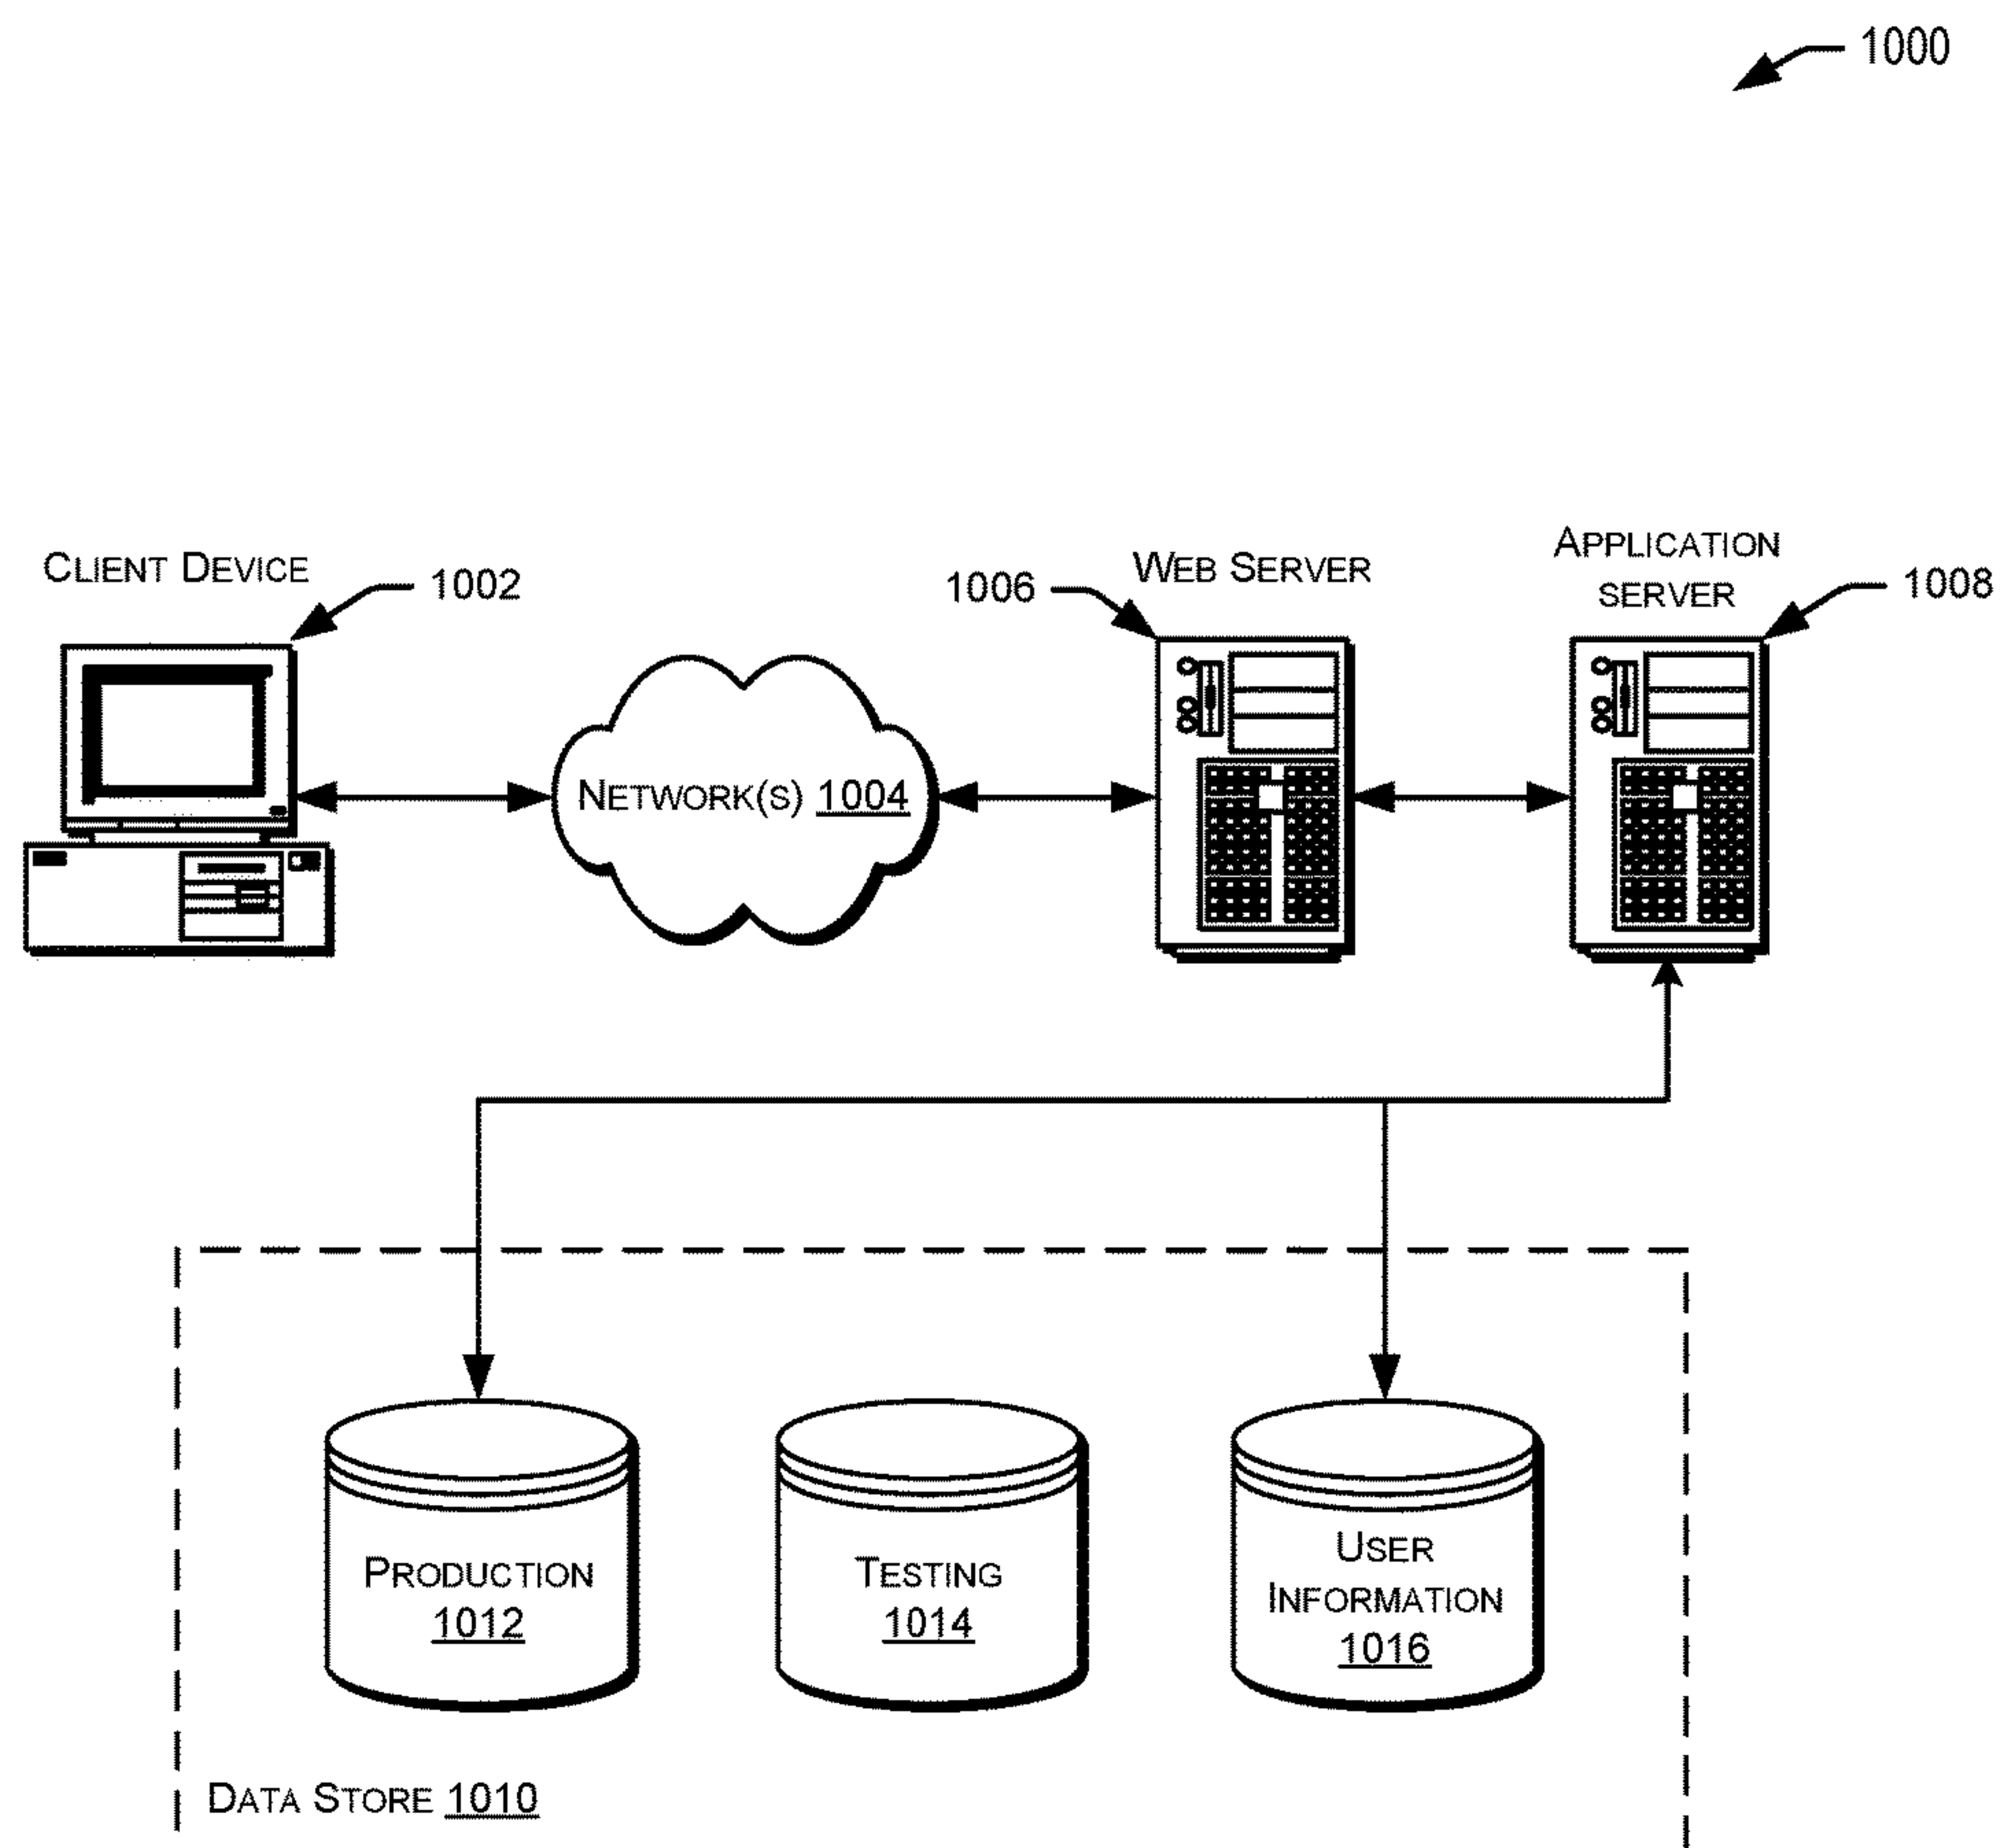 1000
CLIENT DEVICE
1002
1006
WEB SERVER
APPLICATION
SERVER
1008
NETWORK(S) 1004
PRODUCTION
1012
TESTING
1014
USER
INFORMATION
1016
DATA STORE 1010